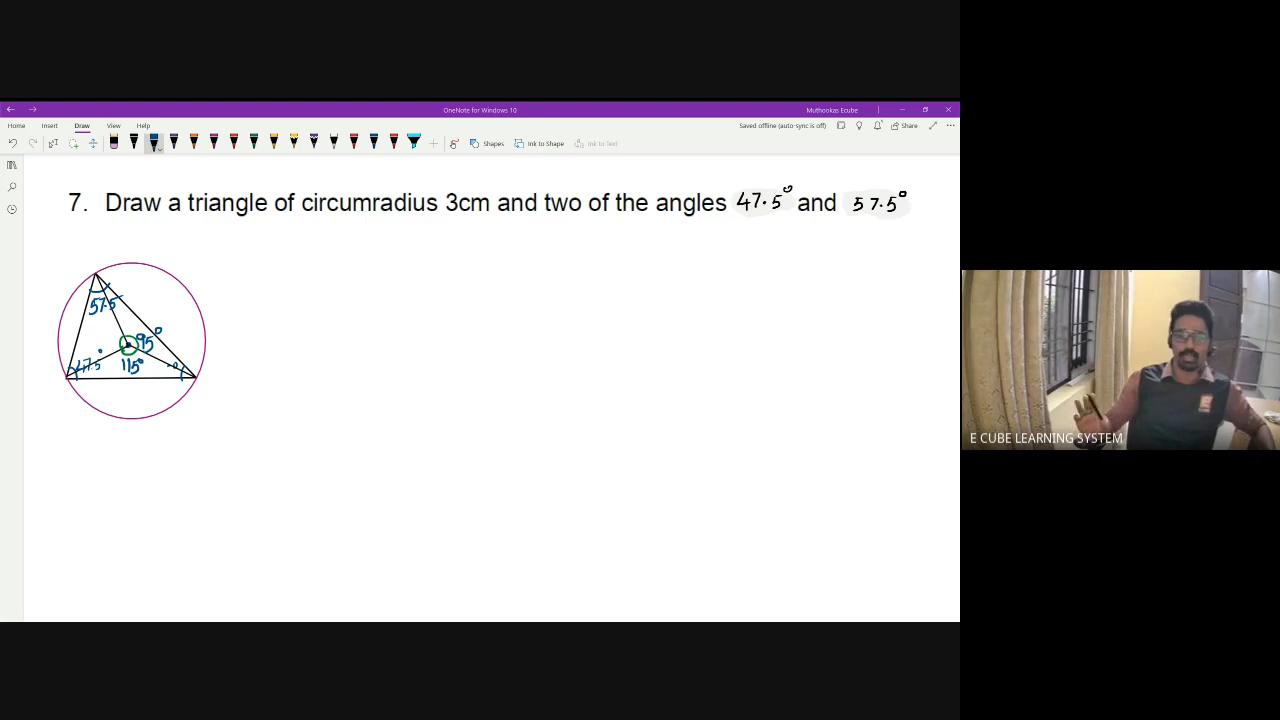 OneNote for Windows 10
Muthookas Ecube
Home Insert Draw View Help
Saved offline (auto-sync is off)
Share
Shapes
Ink to Shape
Ink to Text
7. Draw a triangle of circumradius 3cm and two of the angles 47.5° and 57.5°
57.5
95°
47.5°
115°
E CUBE LEARNING SYSTEM